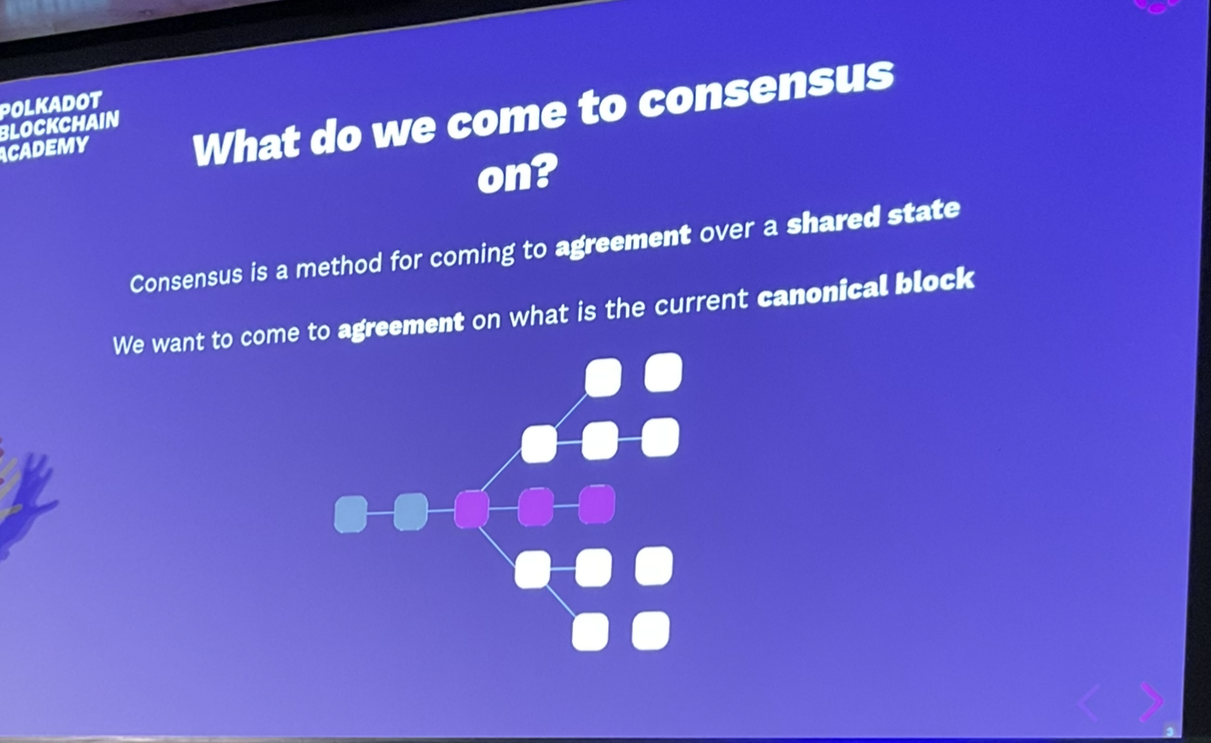 POLKADOT
BLOCKCHAIN
ACADEMY
What do we come to consensus
on?
Consensus is a method for coming to agreement over a shared state
We want to come to agreement on what is the current canonical block
3